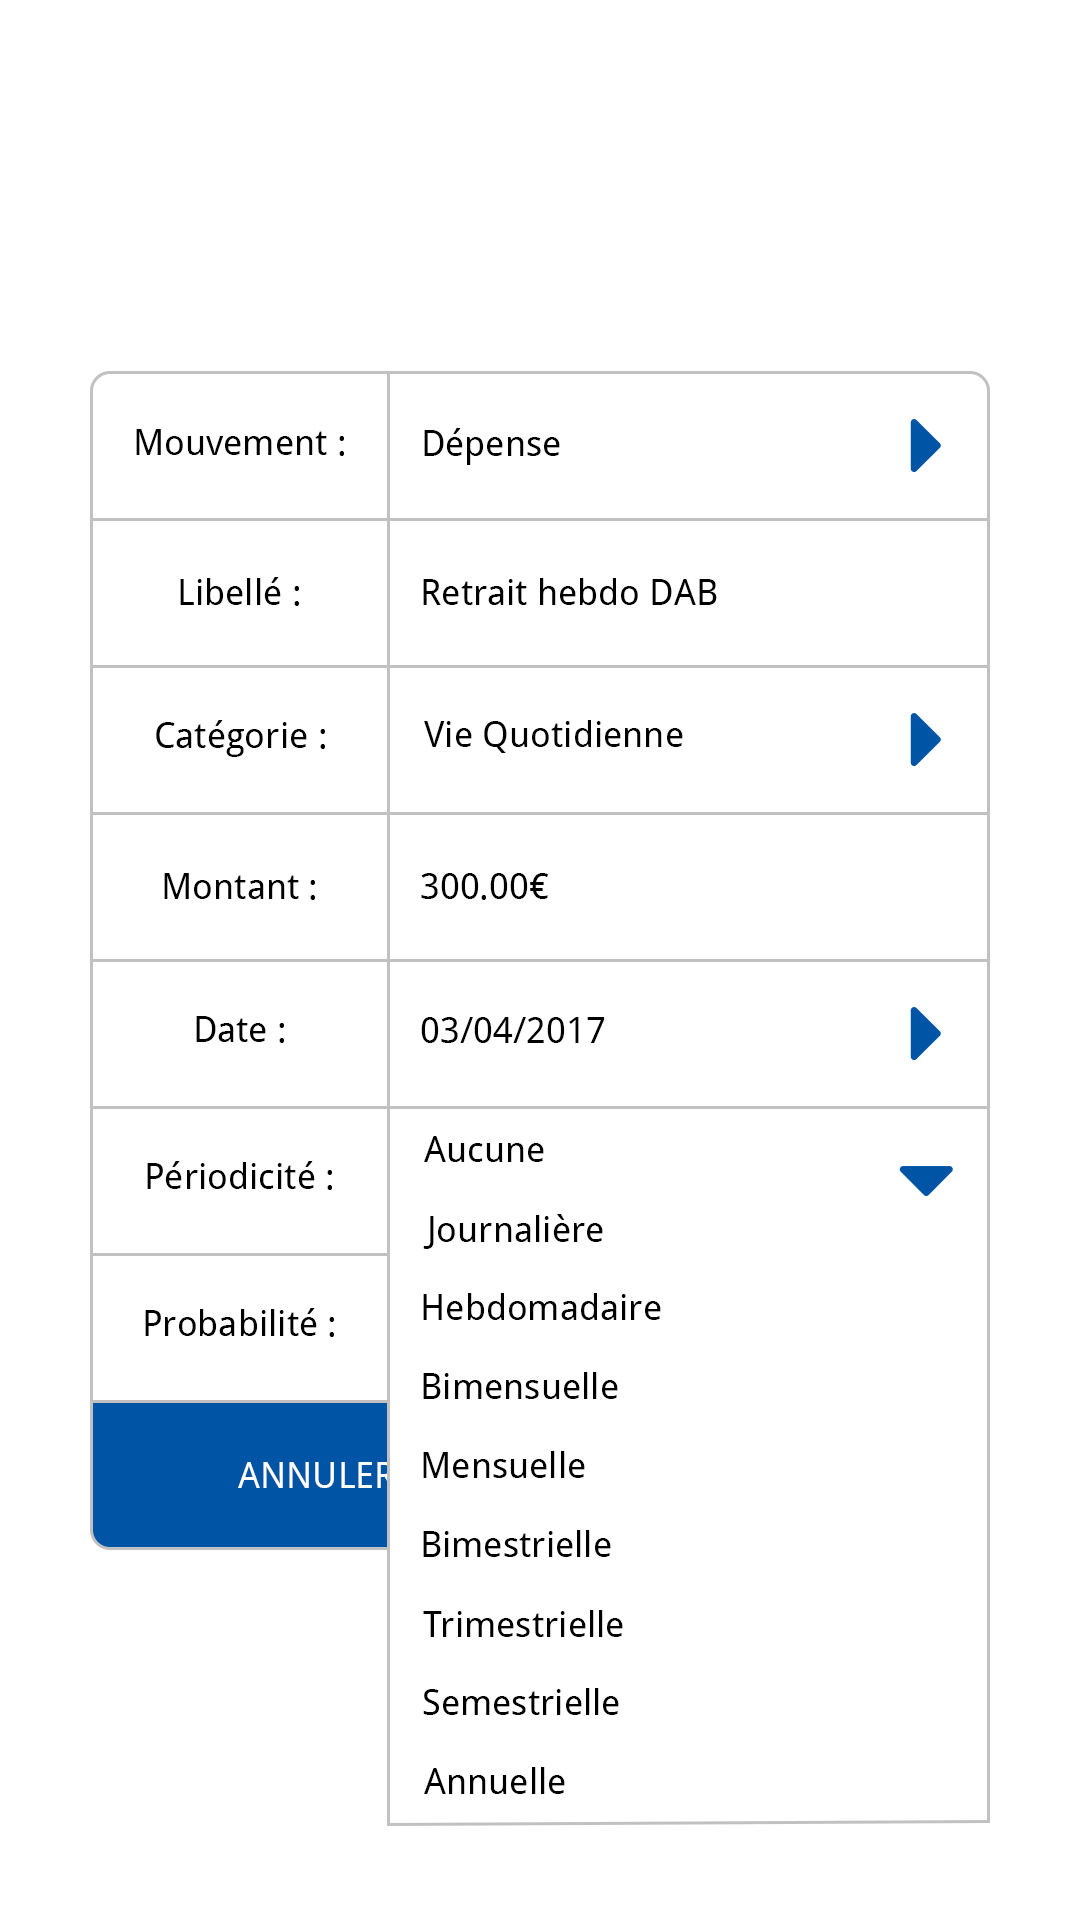 Mouvement : Dépense
Libellé : Retrait hebdo DAB
Catégorie : Vie Quotidienne
Montant : 300.00€
Date : 03/04/2017
Périodicité : Aucune
Journalière
Hebdomadaire
Probabilité :
Bimensuelle
Mensuelle
ANNULER
Bimestrielle
Trimestrielle
Semestrielle
Annuelle